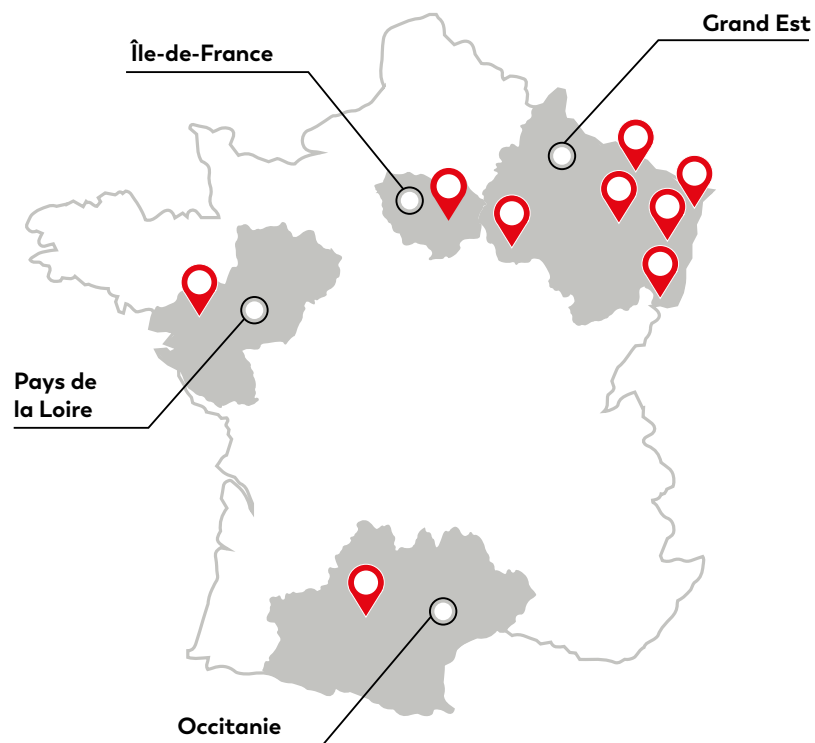 Grand Est
Île-de-France
Pays de
la Loire
Occitanie